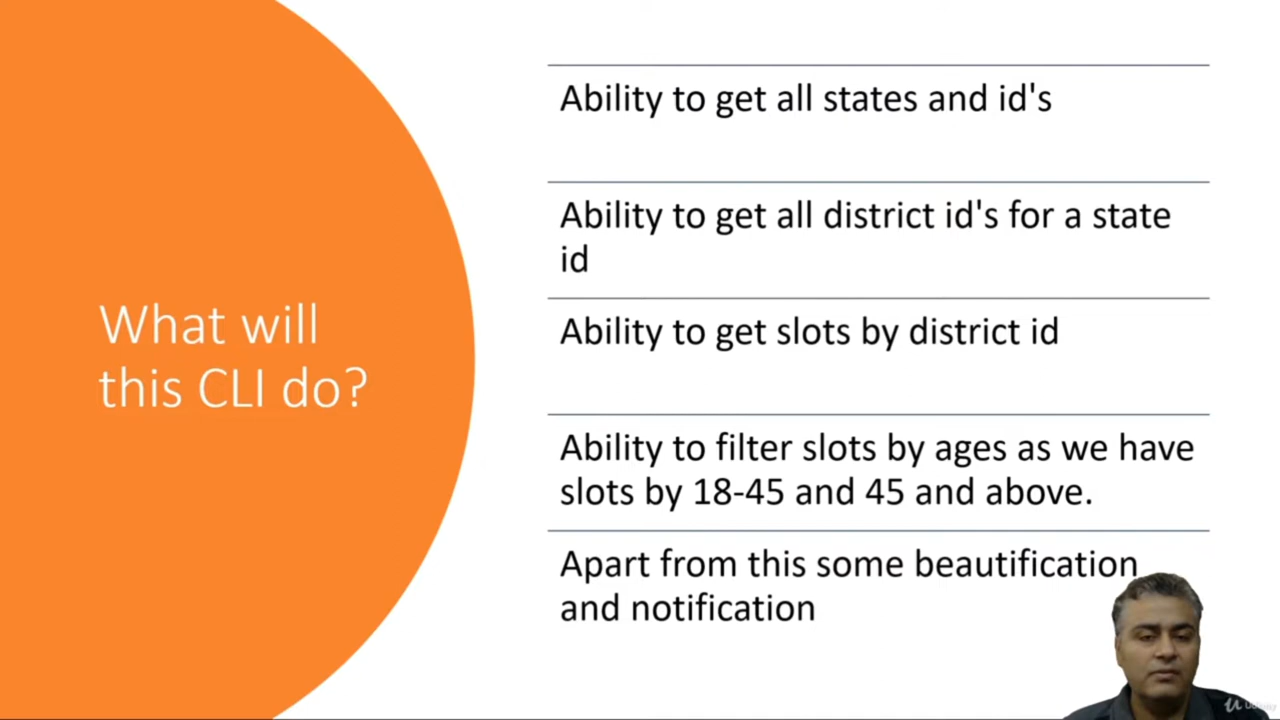 What will
this CLI do?
Ability to get all states and id's
Ability to get all district id's for a state
id
Ability to get slots by district id
Ability to filter slots by ages as we have
slots by 18-45 and 45 and above.
Apart from this some beautification
and notification
Udemy